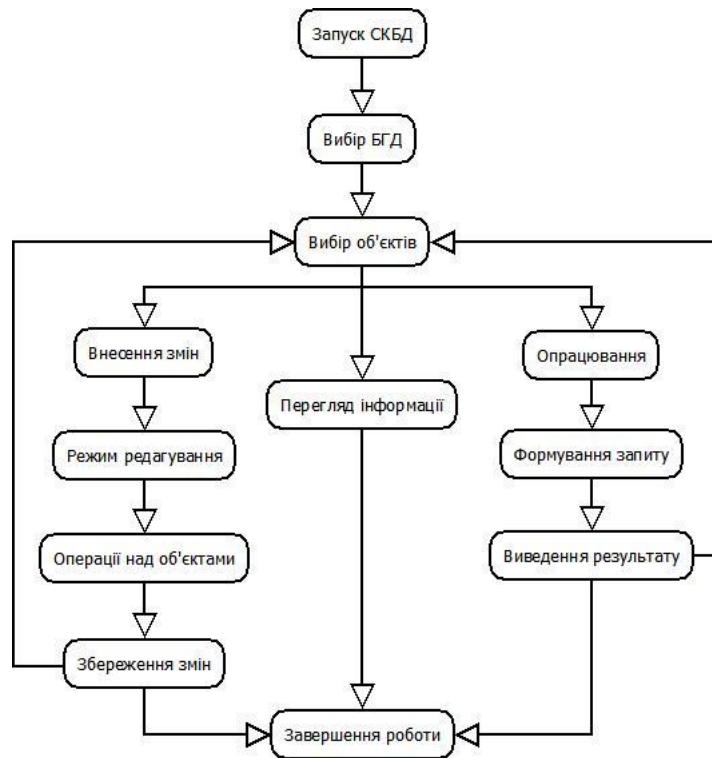 Запуск СКБД
Вибір БГД
Вибір об'єктів
Внесення змін
Опрацювання
Перегляд інформації
Режим редагування
Формування запиту
Операції над об'єктами
Виведення результату
Збереження змін
Завершення роботи